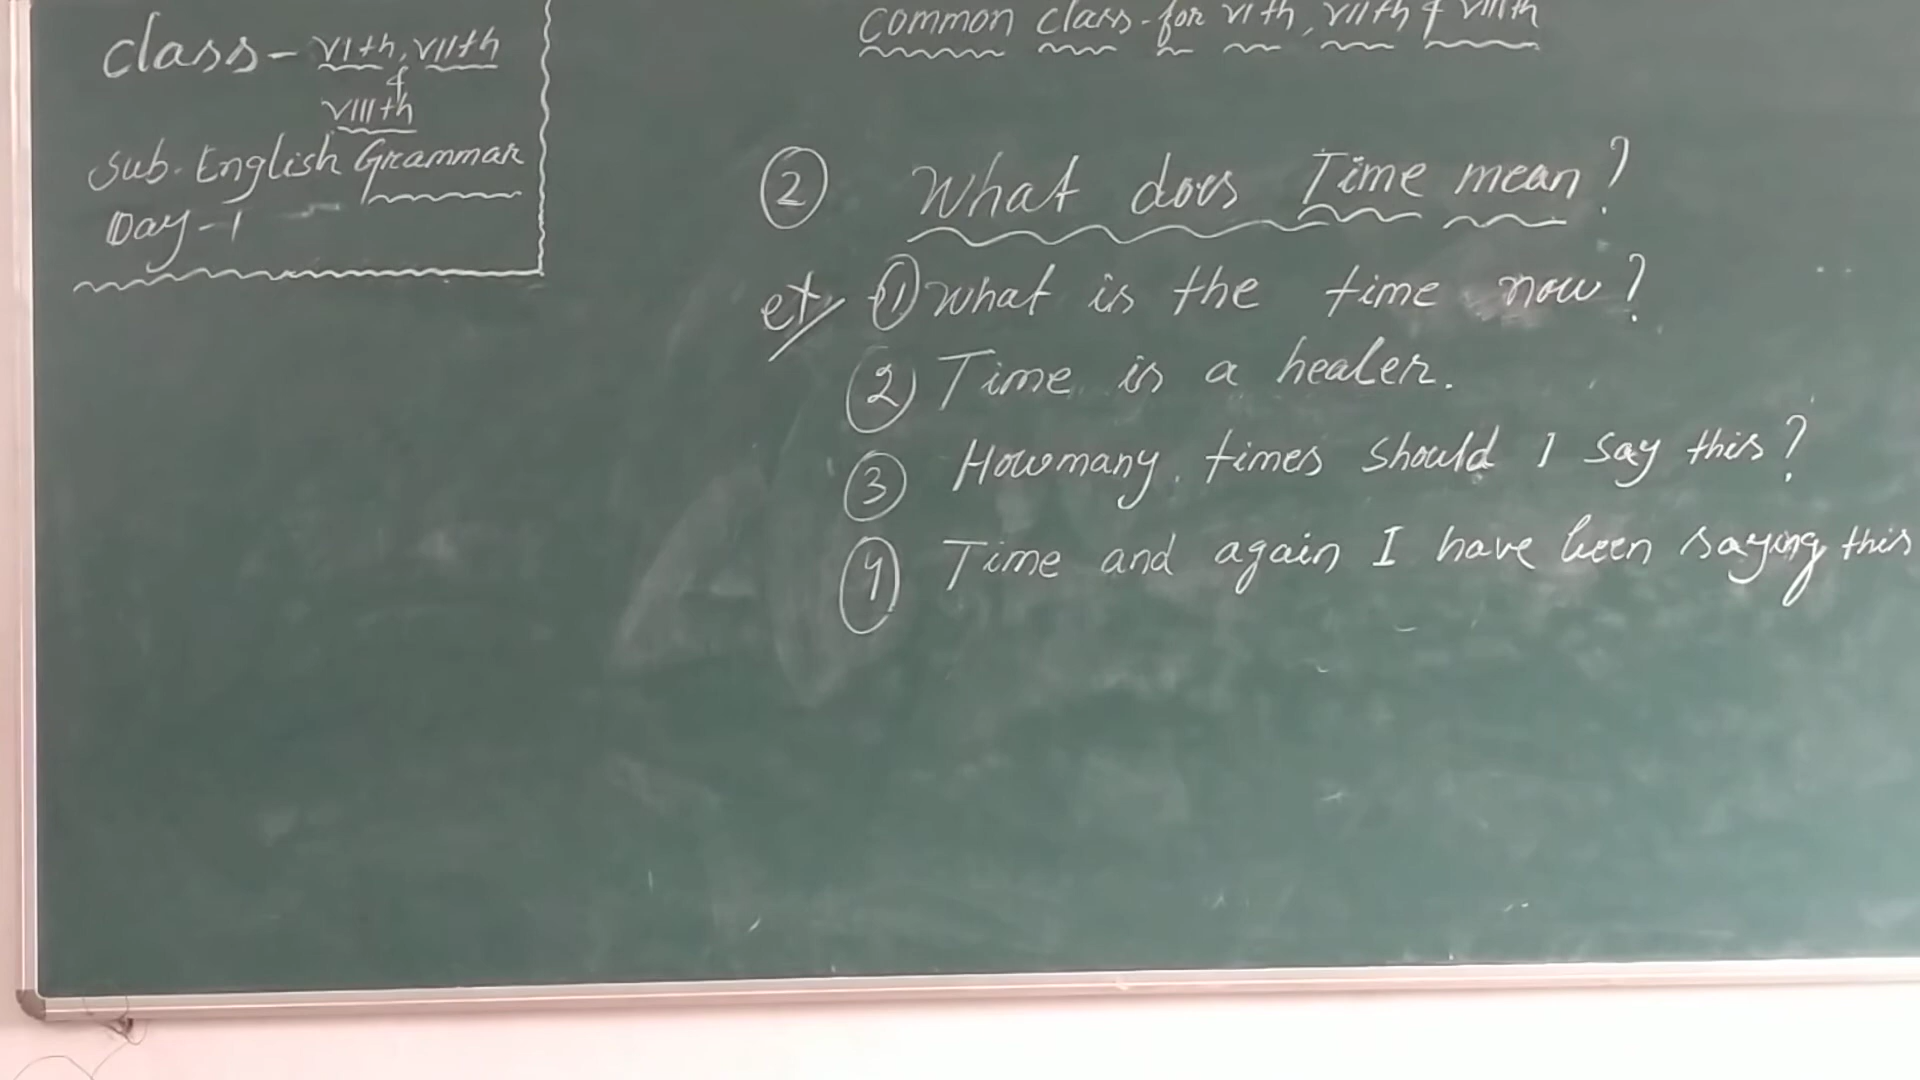 Class - VIth, VIIth
&
VIIIth
Sub. English Grammar
Day - 1
Common class - for VIth, VIIth & VIIIth
② What does Time mean?
ex ① What is the time now?
② Time is a healer.
③ Howmany times should I say this?
④ Time and again I have been saying this